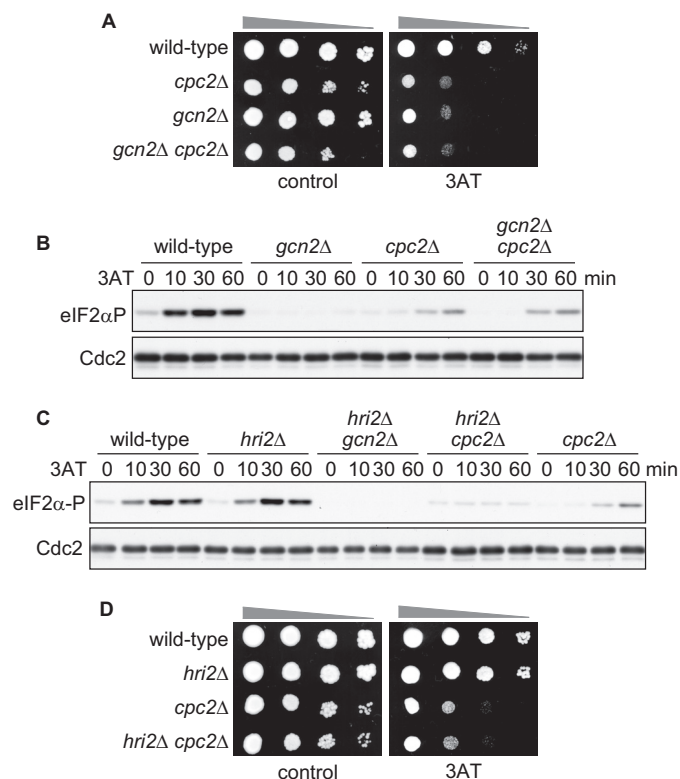 A
wild-type
cpc2Δ
gcn2Δ
gcn2Δ cpc2Δ
control 3AT
B
gcn2Δ
wild-type gcn2Δ cpc2Δ cpc2Δ
3AT 0 10 30 60 0 10 30 60 0 10 30 60 0 10 30 60 min
eIF2αP
Cdc2
C
hri2Δ hri2Δ
wild-type hri2Δ gcn2Δ cpc2Δ cpc2Δ
3AT 0 10 30 60 0 10 30 60 0 10 30 60 0 10 30 60 0 10 30 60 min
eIF2α-P
Cdc2
D
wild-type
hri2Δ
cpc2Δ
hri2Δ cpc2Δ
control 3AT